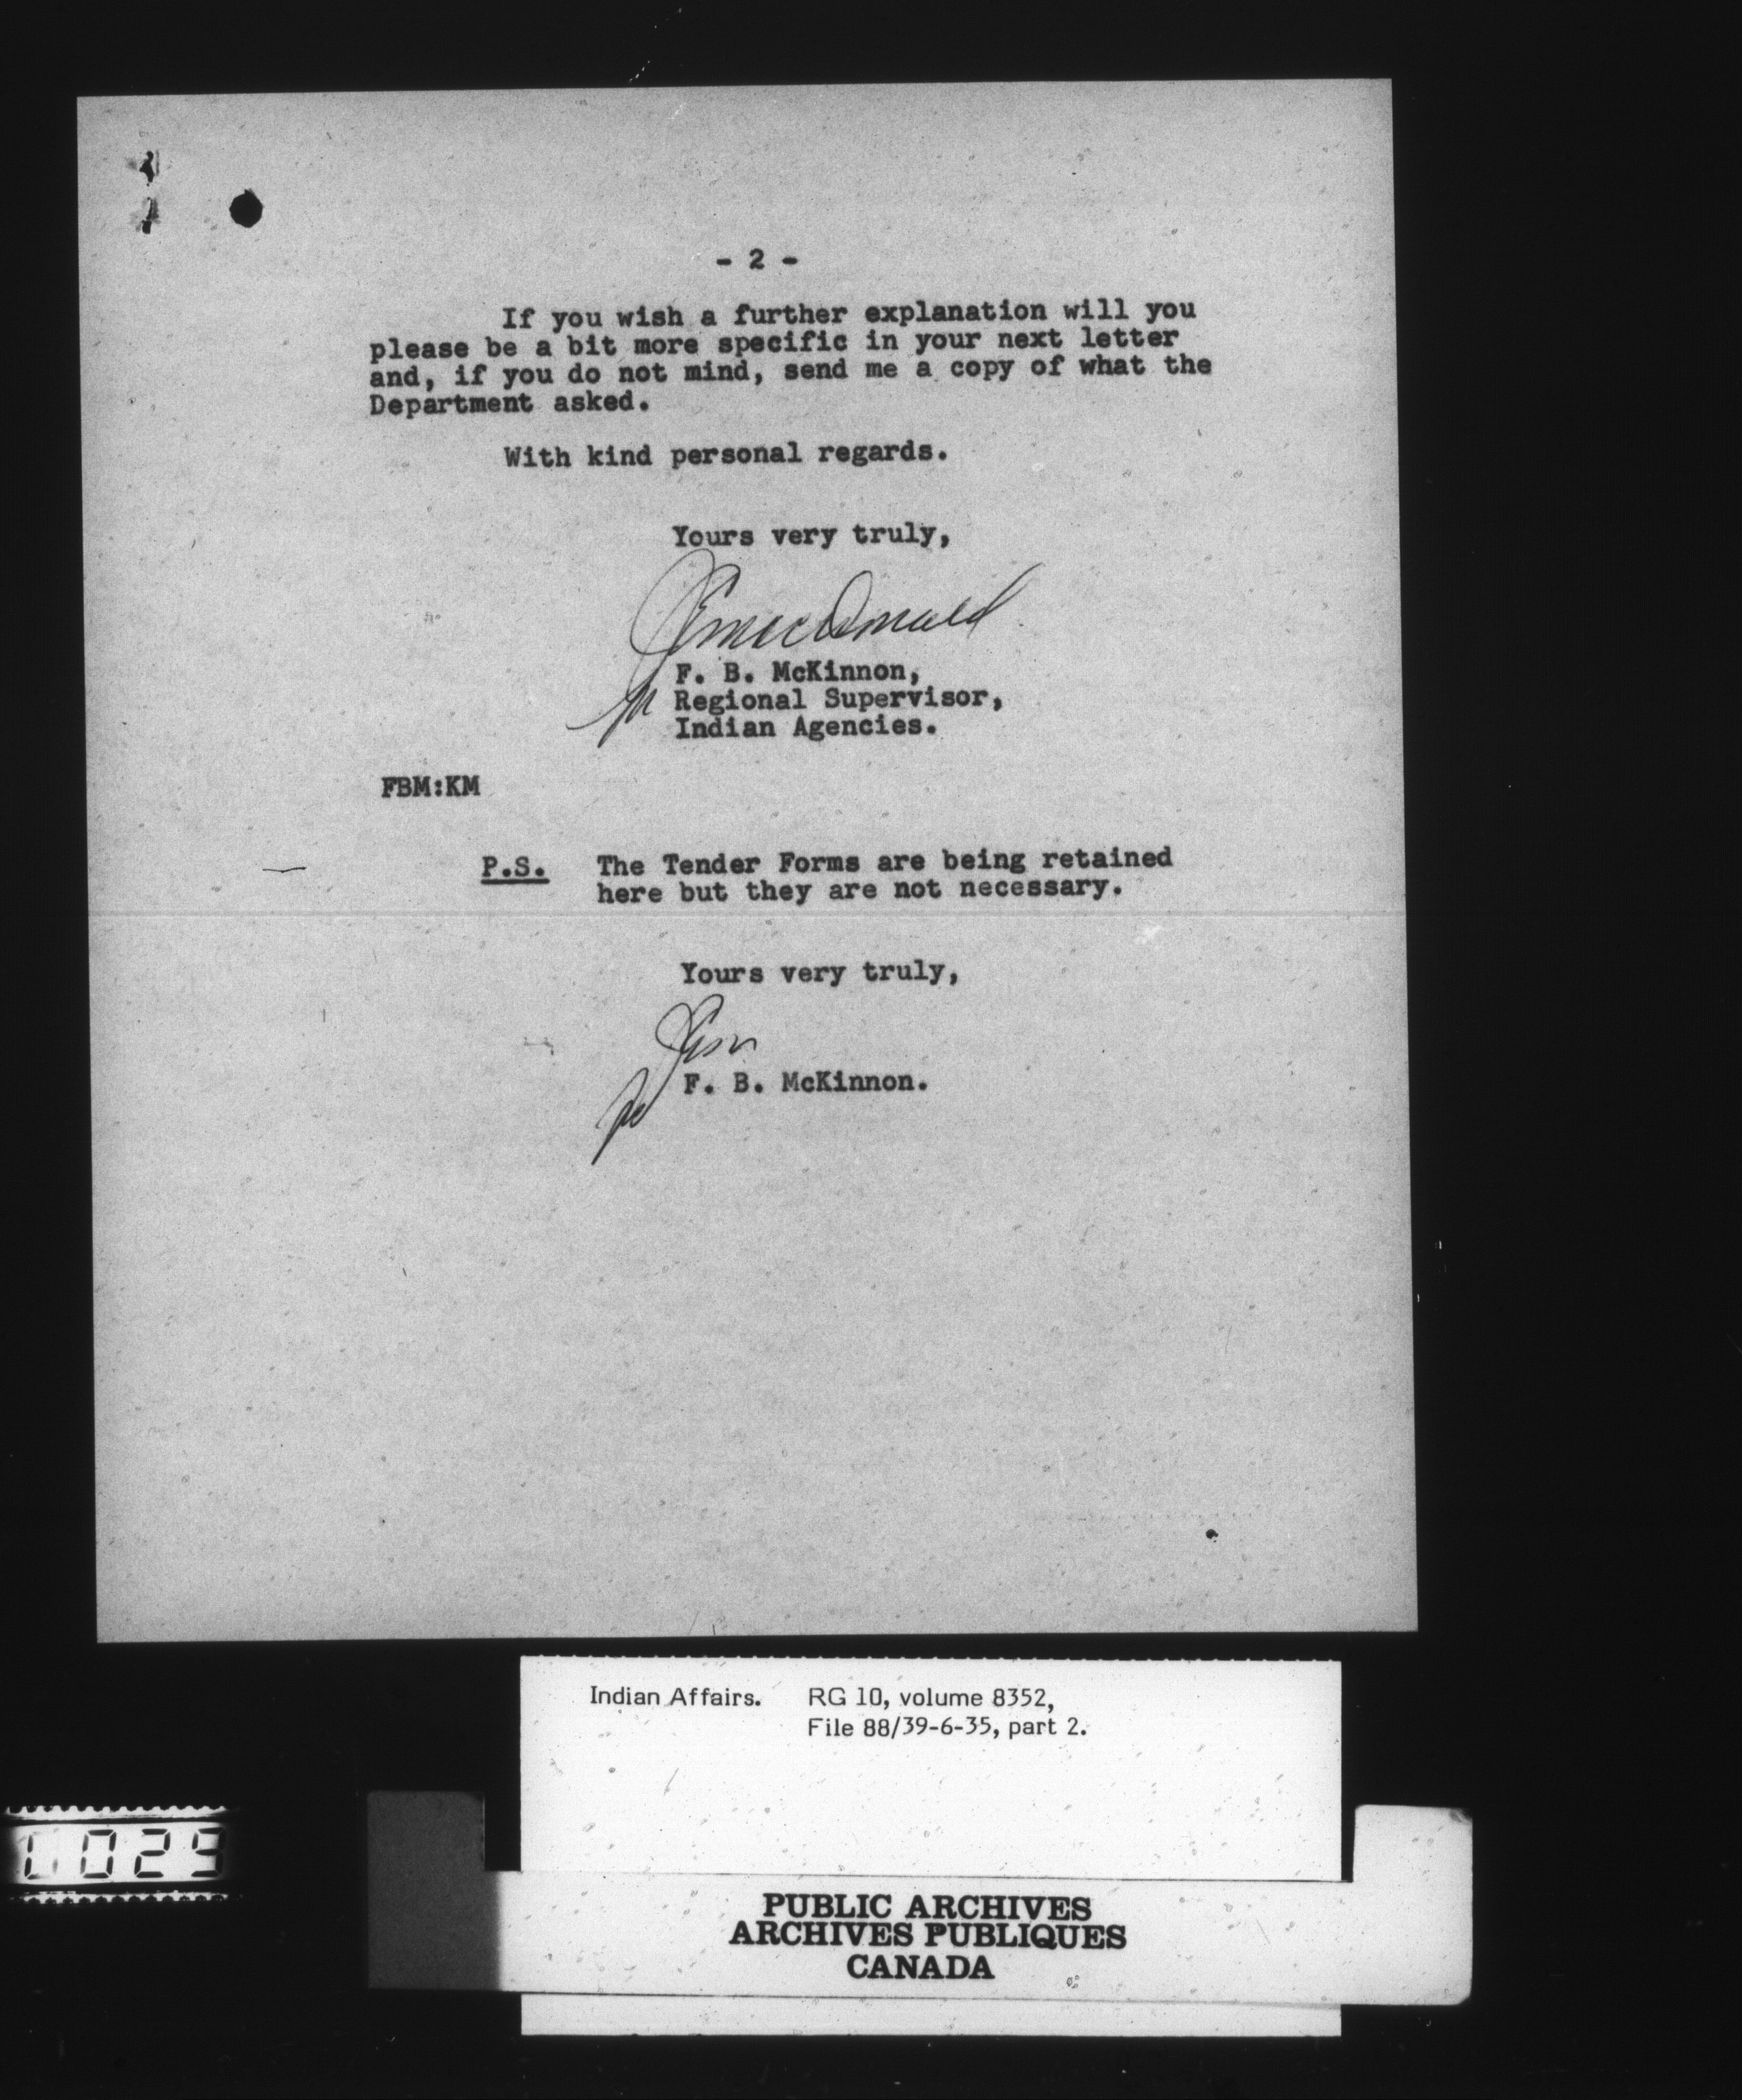 - 2 -
If you wish a further explanation will you
please be a bit more specific in your next letter
and, if you do not mind, send me a copy of what the
Department asked.
With kind personal regards.
Yours very truly,
F. B. McKinnon,
Regional Supervisor,
Indian Agencies.
FBM:KM
P.S. The Tender Forms are being retained
here but they are not necessary.
Yours very truly,
F. B. McKinnon.
Indian Affairs. RG 10, volume 8352,
File 88/39-6-35, part 2.
PUBLIC ARCHIVES
ARCHIVES PUBLIQUES
CANADA